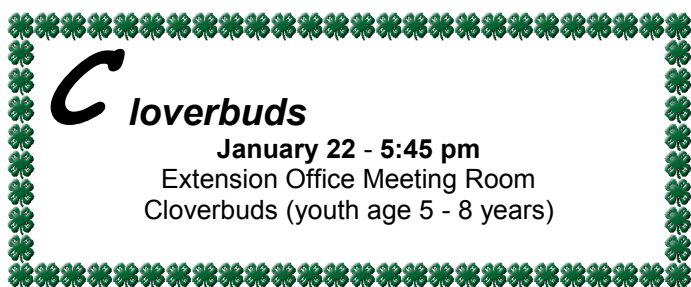 Cloverbuds
January 22 - 5:45 pm
Extension Office Meeting Room
Cloverbuds (youth age 5 - 8 years)